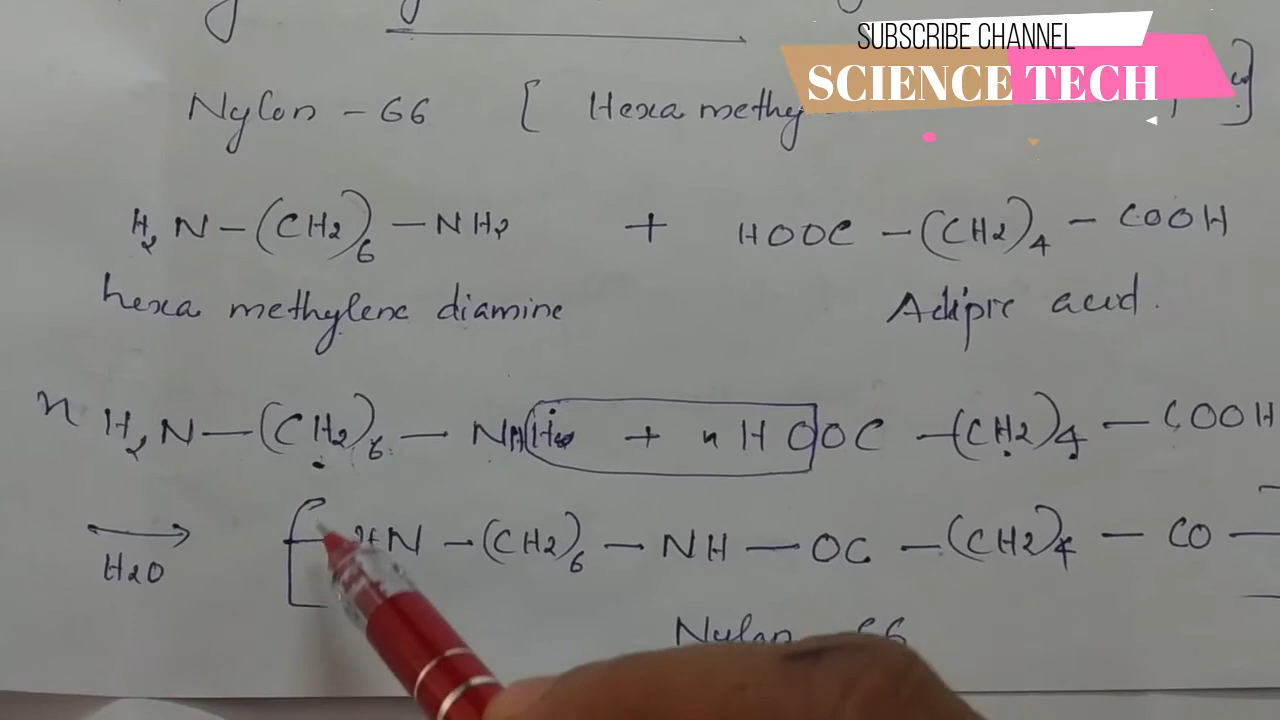 SUBSCRIBE CHANNEL
SCIENCE TECH
Nylon - 66 [ Hexa methy ]
H₂N-(CH₂)₆-NH₂ + HOOC-(CH₂)₄-COOH
hexa methylene diamine Adipic acid.
n H₂N-(CH₂)₆-NH + n HOOC-(CH₂)₄-COOH
H₂O
[-HN-(CH₂)₆-NH-OC-(CH₂)₄-CO-
Nylon 66